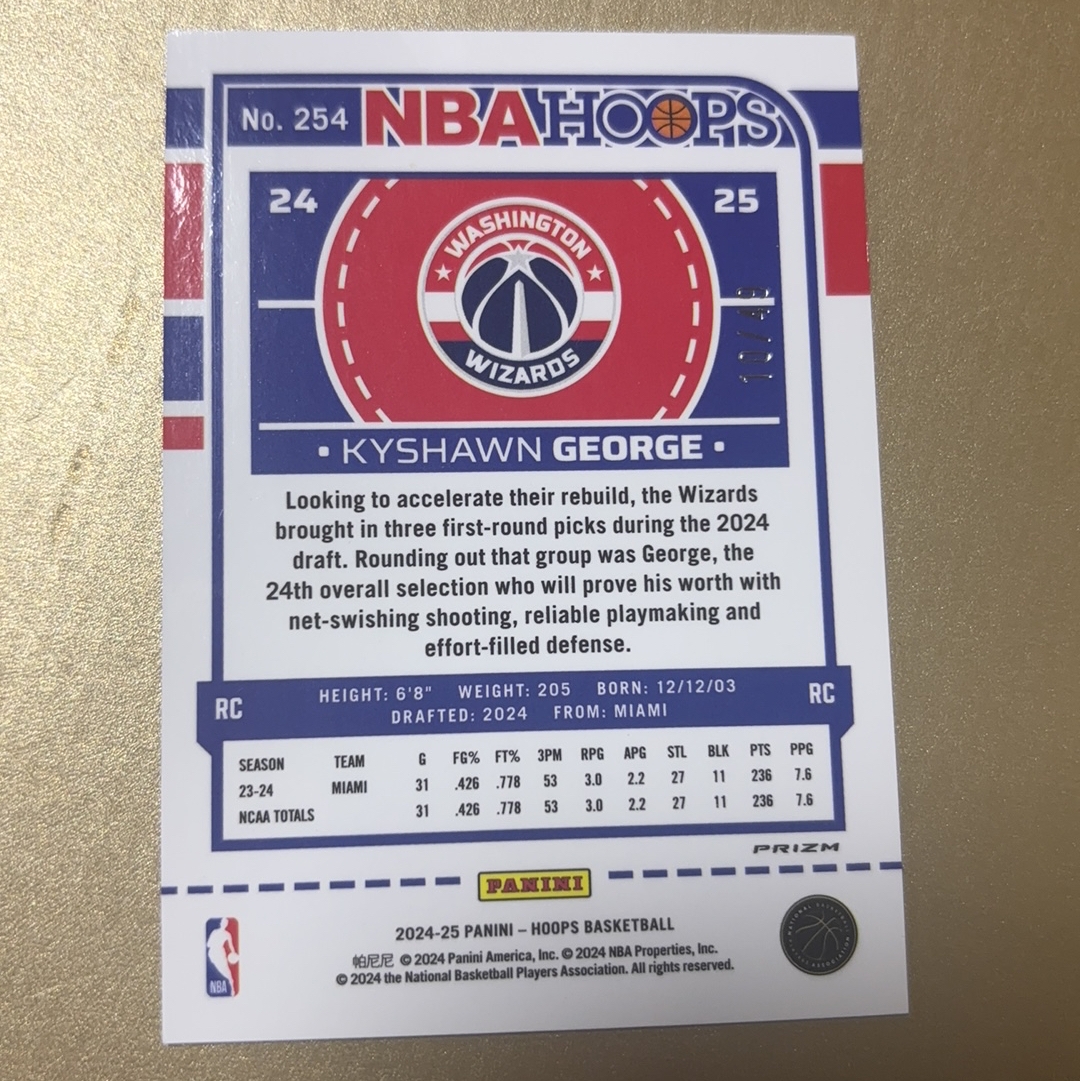 No. 254 NBA HOOPS
24 25
WASHINGTON
WIZARDS
10/49
• KYSHAWN GEORGE •
Looking to accelerate their rebuild, the Wizards
brought in three first-round picks during the 2024
draft. Rounding out that group was George, the
24th overall selection who will prove his worth with
net-swishing shooting, reliable playmaking and
effort-filled defense.
RC HEIGHT: 6'8" WEIGHT: 205 BORN: 12/12/03 RC
DRAFTED: 2024 FROM: MIAMI
SEASON TEAM G FG% FT% 3PM RPG APG STL BLK PTS PPG
23-24 MIAMI 31 .426 .778 53 3.0 2.2 27 11 236 7.6
NCAA TOTALS 31 .426 .778 53 3.0 2.2 27 11 236 7.6
PRIZM
PANINI
2024-25 PANINI – HOOPS BASKETBALL
帕尼尼 © 2024 Panini America, Inc. © 2024 NBA Properties, Inc.
© 2024 the National Basketball Players Association. All rights reserved.
NBA